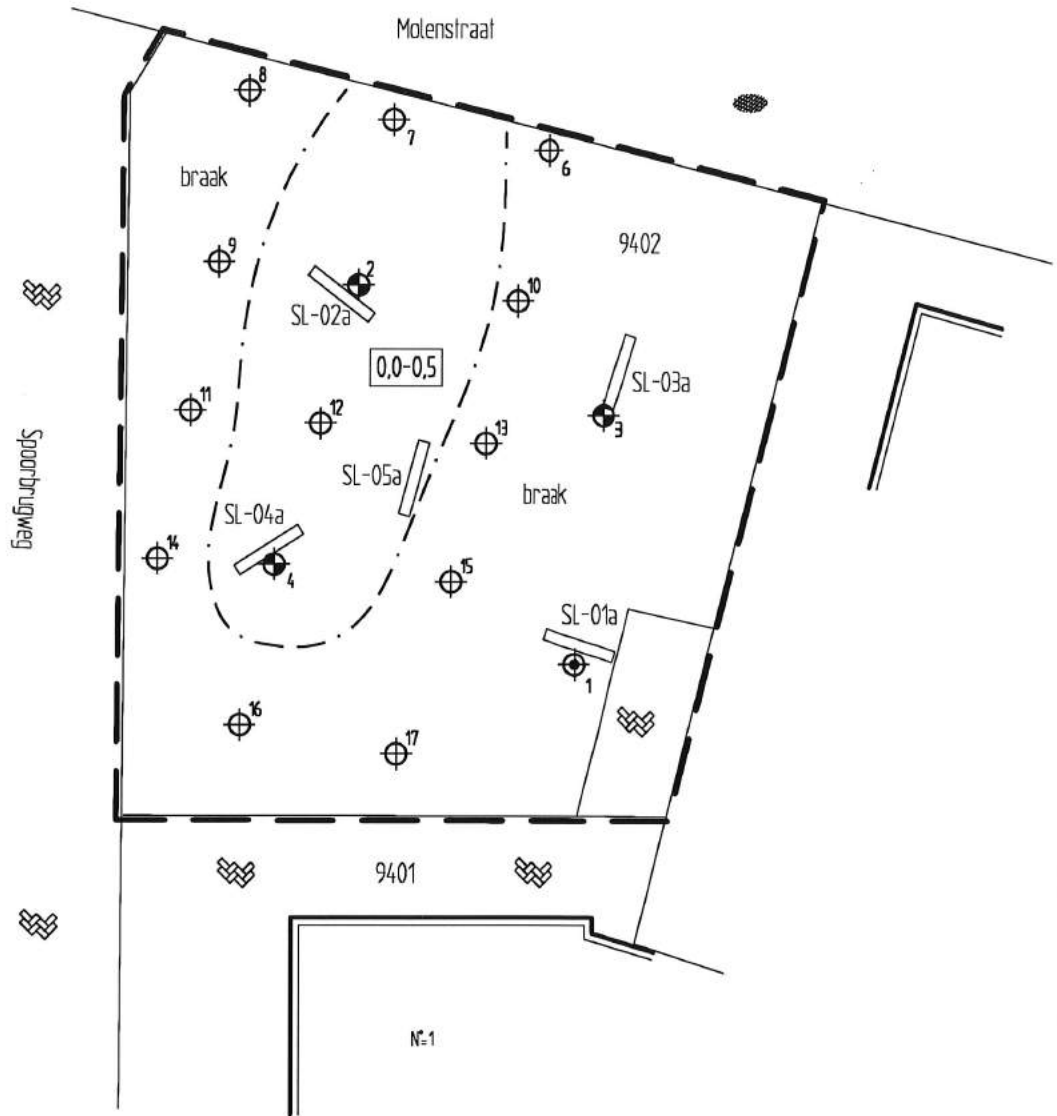 Molenstraat
8
7
6
braak
9402
9
2
10
SL-02a
0,0-0,5
SL-03a
11
12
3
13
Spoorbrugweg
SL-05a
braak
SL-04a
14
4
15
SL-01a
1
16
17
9401
N°=1